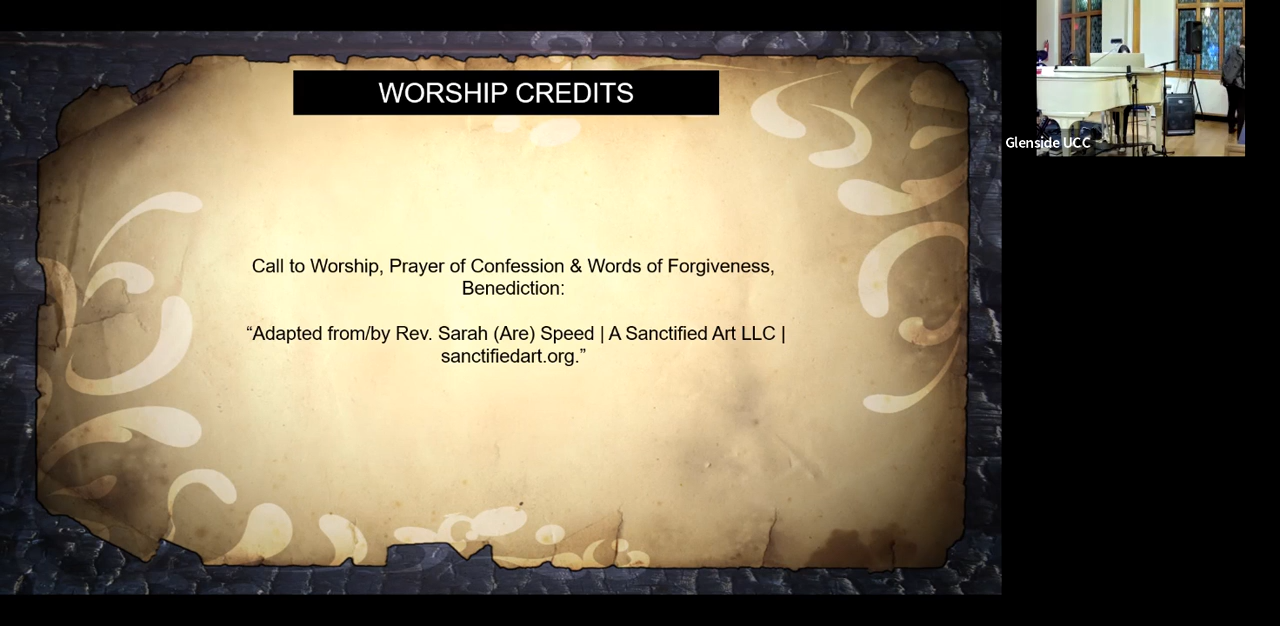 WORSHIP CREDITS
Glenside UCC
Call to Worship, Prayer of Confession & Words of Forgiveness,
Benediction:
“Adapted from/by Rev. Sarah (Are) Speed | A Sanctified Art LLC |
sanctifiedart.org.”